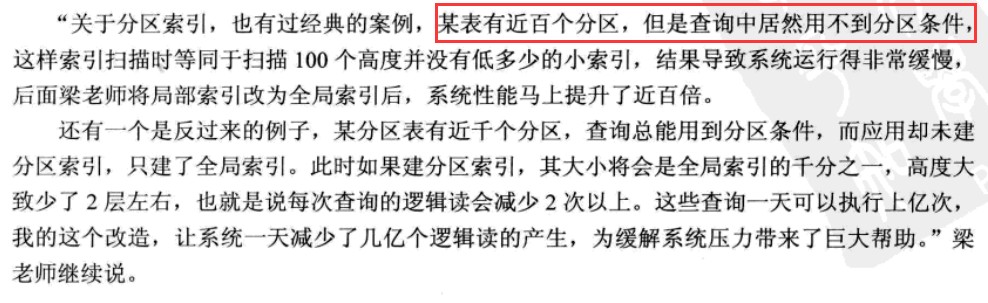 “关于分区索引，也有过经典的案例，某表有近百个分区，但是查询中居然用不到分区条件，
这样索引扫描时等同于扫描 100 个高度并没有低多少的小索引，结果导致系统运行得非常缓慢，
后面梁老师将局部索引改为全局索引后，系统性能马上提升了近百倍。
还有一个是反过来的例子，某分区表有近千个分区，查询总能用到分区条件，而应用却未建
分区索引，只建了全局索引。此时如果建分区索引，其大小将会是全局索引的千分之一，高度大
致少了 2 层左右，也就是说每次查询的逻辑读会减少 2 次以上。这些查询一天可以执行上亿次，
我的这个改造，让系统一天减少了几亿个逻辑读的产生，为缓解系统压力带来了巨大帮助。”梁
老师继续说。